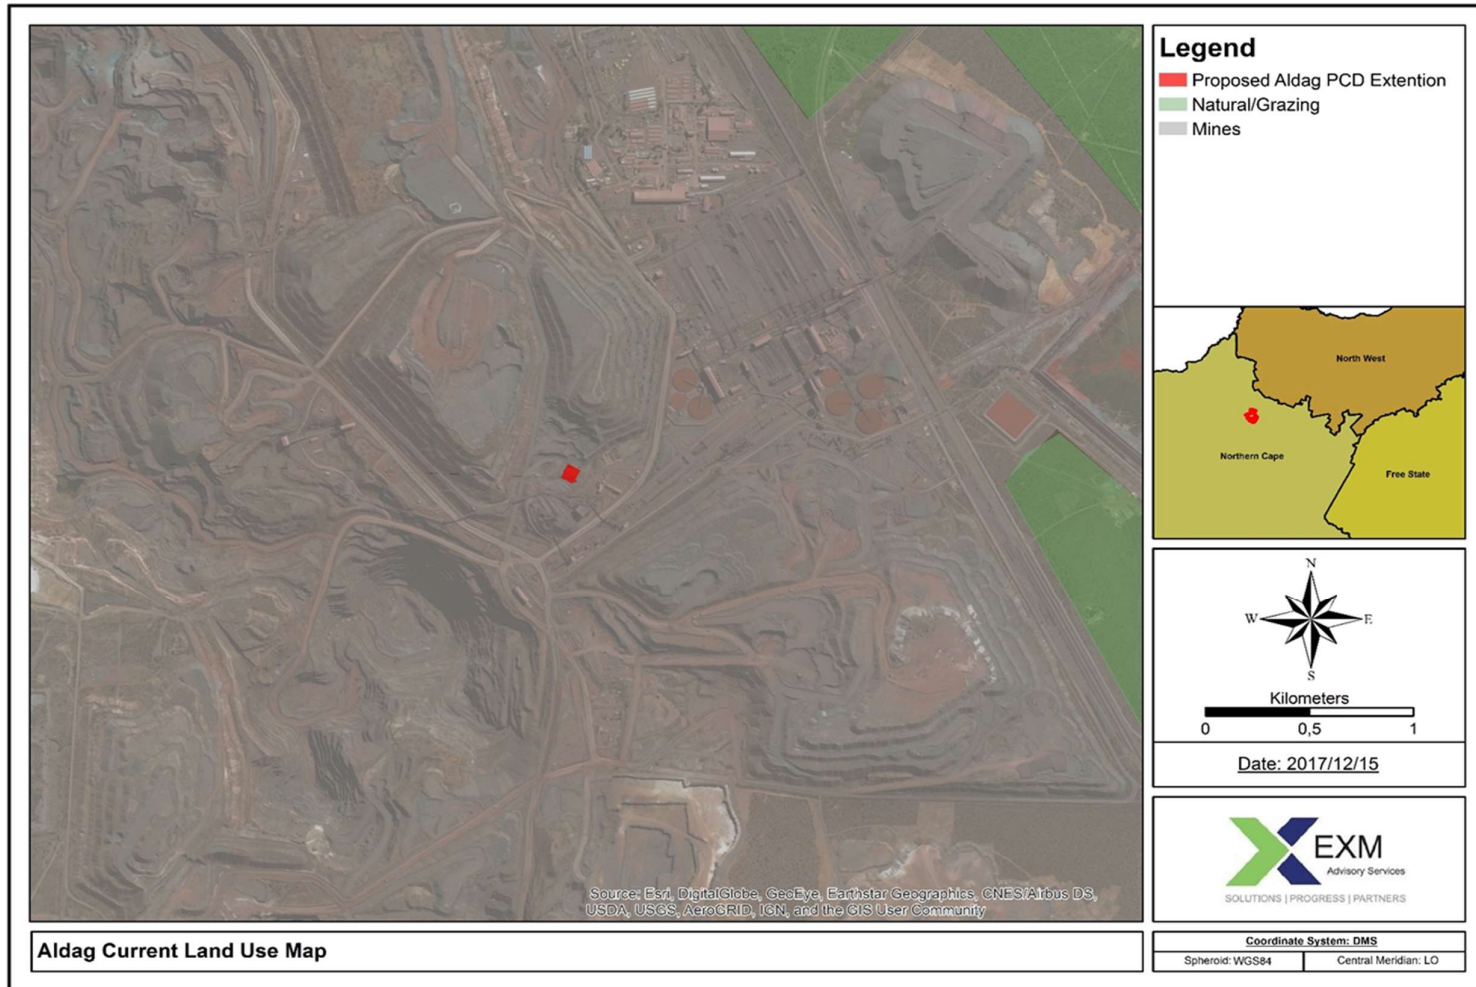 Legend
Proposed Aldag PCD Extention
Natural/Grazing
Mines
North West
Northern Cape
Free State
N
W
E
S
Kilometers
0
0,5
1
Date: 2017/12/15
EXM
Advisory Services
SOLUTIONS | PROGRESS | PARTNERS
Source: Esri, DigitalGlobe, GeoEye, Earthstar Geographics, CNES/Airbus DS,
USDA, USGS, AeroGRID, IGN, and the GIS User Community
Aldag Current Land Use Map
Coordinate System: DMS
Spheroid: WGS84
Central Meridian: LO